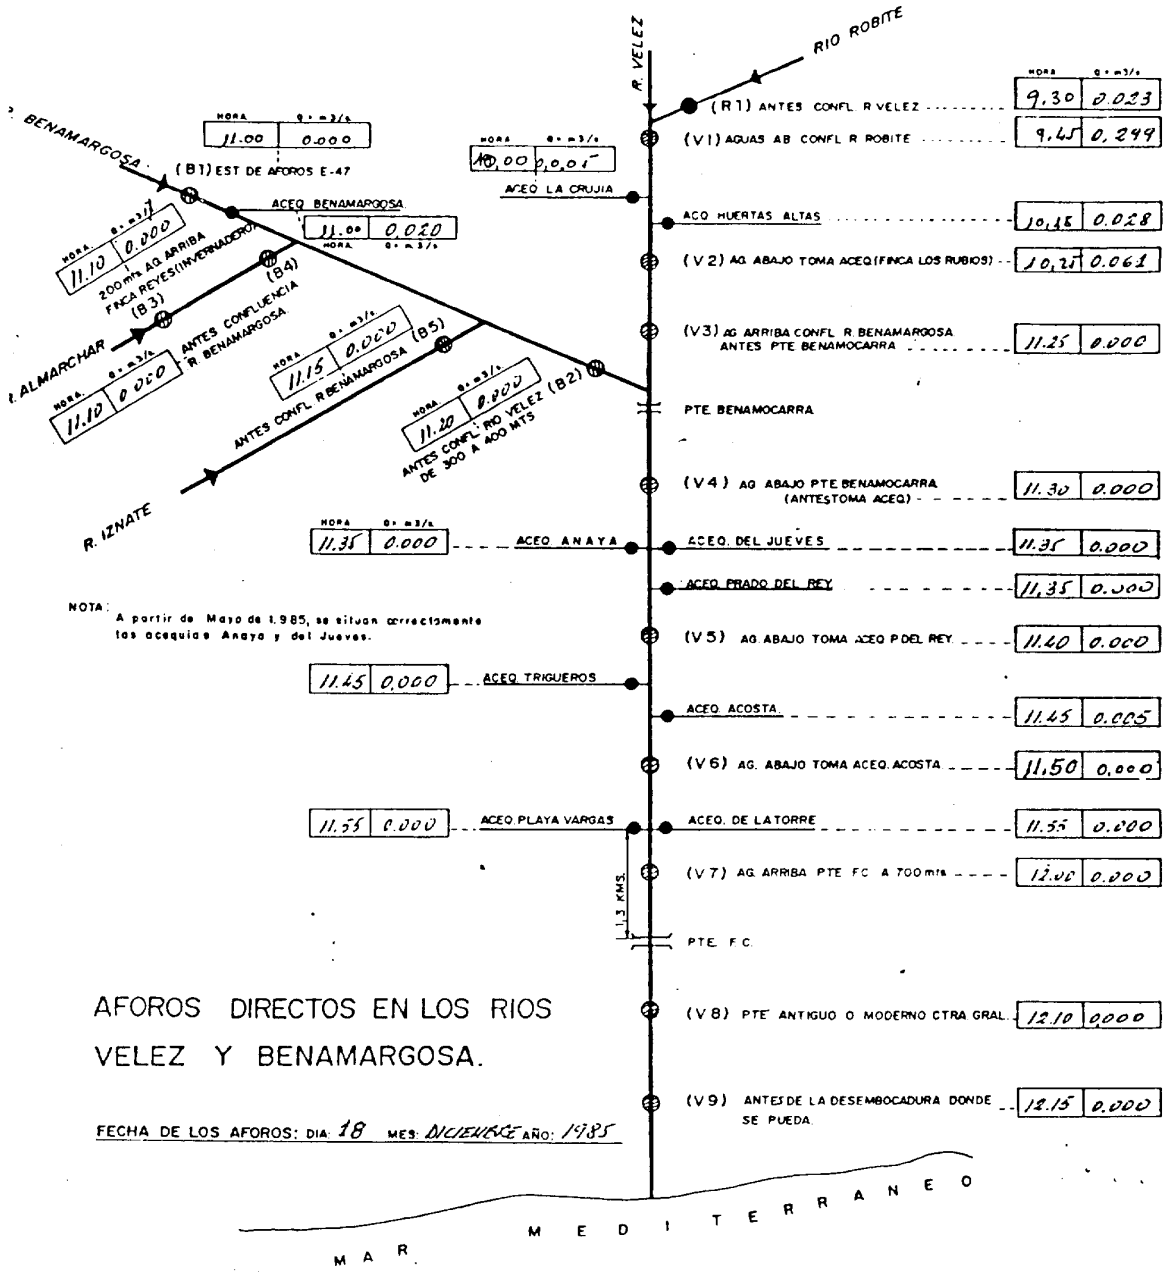 RIO ROBITE
R. VELEZ
HORA Q = m3/s
(R1) ANTES CONFL. R VELEZ 9.30 0.023
(V1) AGUAS AB CONFL R ROBITE 9.45 0,299
HORA Q = m3/s
11.00 0.000
BENAMARGOSA
(B1) EST DE AFOROS E-47
HORA Q = m3/s
10,00 0,005
ACEQ LA CRUJIA
ACEQ BENAMARGOSA
11.00 0,020
HORA Q = m3/s
ACQ HUERTAS ALTAS 0.028
(V2) AG. ABAJO TOMA ACEQ (FINCA LOS RUBIOS) 10,25 0.061
HORA Q = m3/s
11.10 0.000
200 mts AG. ARRIBA
FINCA REYES (INVERNADERO)
(B4)
(B3)
ANTES CONFLUENCIA
R. BENAMARGOSA.
ALMARCHAR
HORA Q = m3/s
11.10 0.000
(V3) AG ARRIBA CONFL R. BENAMARGOSA
ANTES PTE BENAMOCARRA 11.25 0.000
HORA Q = m3/s
11.15 0.000
ANTES CONFL R BENAMARGOSA (B5)
HORA Q = m3/s
11.20 0.000
ANTES CONFL. RIO VELEZ (B2)
DE 300 A 400 MTS
PTE. BENAMOCARRA
R. IZNATE
(V4) AG ABAJO PTE BENAMOCARRA
(ANTES TOMA ACEQ) 11.30 0.000
HORA Q = m3/s
11.35 0.000 ACEQ. ANAYA
ACEQ. DEL JUEVES 11.35 0.000
ACEQ. PRADO DEL REY 11,35 0.000
NOTA:
A partir de Mayo de 1.985, se situan correctamente
las acequias Anaya y del Jueves.
(V5) AG. ABAJO TOMA ACEQ P DEL REY 11.40 0.000
11.45 0,000 ACEQ. TRIGUEROS
ACEQ. ACOSTA 11.45 0.005
(V6) AG. ABAJO TOMA ACEQ. ACOSTA 11.50 0,000
11.55 0.000 ACEQ. PLAYA VARGAS
ACEQ. DE LA TORRE 11.55 0.000
(V7) AG. ARRIBA PTE FC A 700 mts 12.00 0.000
1,3 KMS.
PTE. F.C.
AFOROS DIRECTOS EN LOS RIOS
VELEZ Y BENAMARGOSA.
(V8) PTE ANTIGUO O MODERNO CTRA GRAL. 12.10 0,000
(V9) ANTES DE LA DESEMBOCADURA DONDE
SE PUEDA. 12.15 0.000
FECHA DE LOS AFOROS: DIA: 18 MES: DICIEMBRE AÑO: 1985
MAR MEDITERRANEO